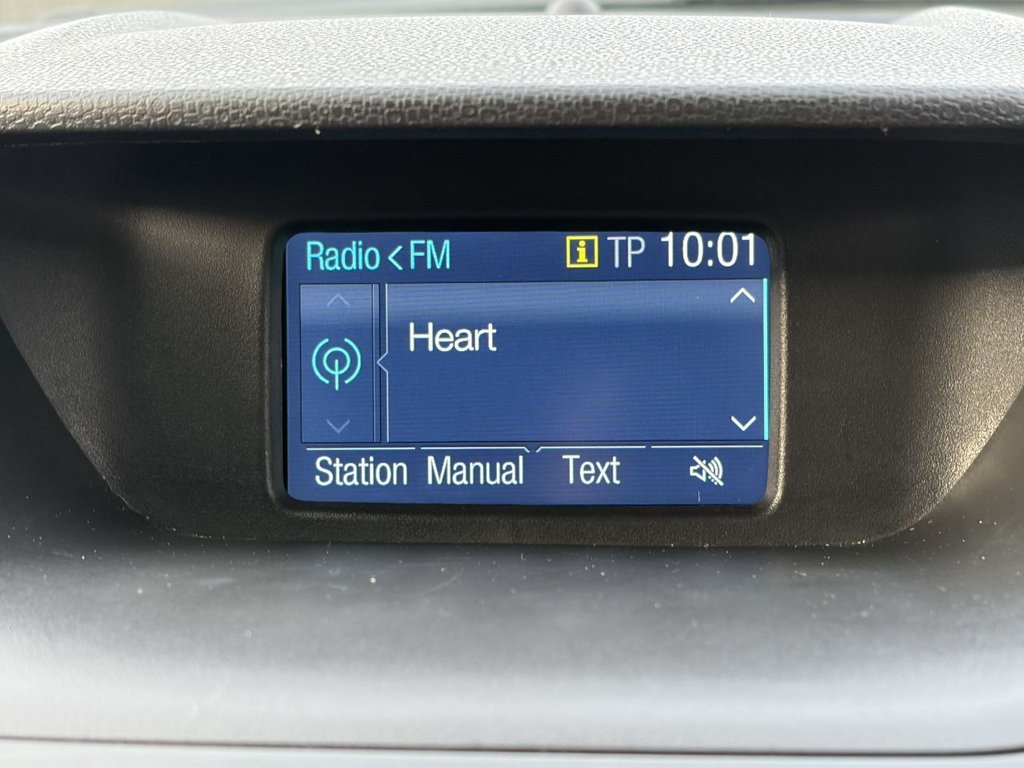 Radio < FM i TP 10:01
Heart
Station Manual Text